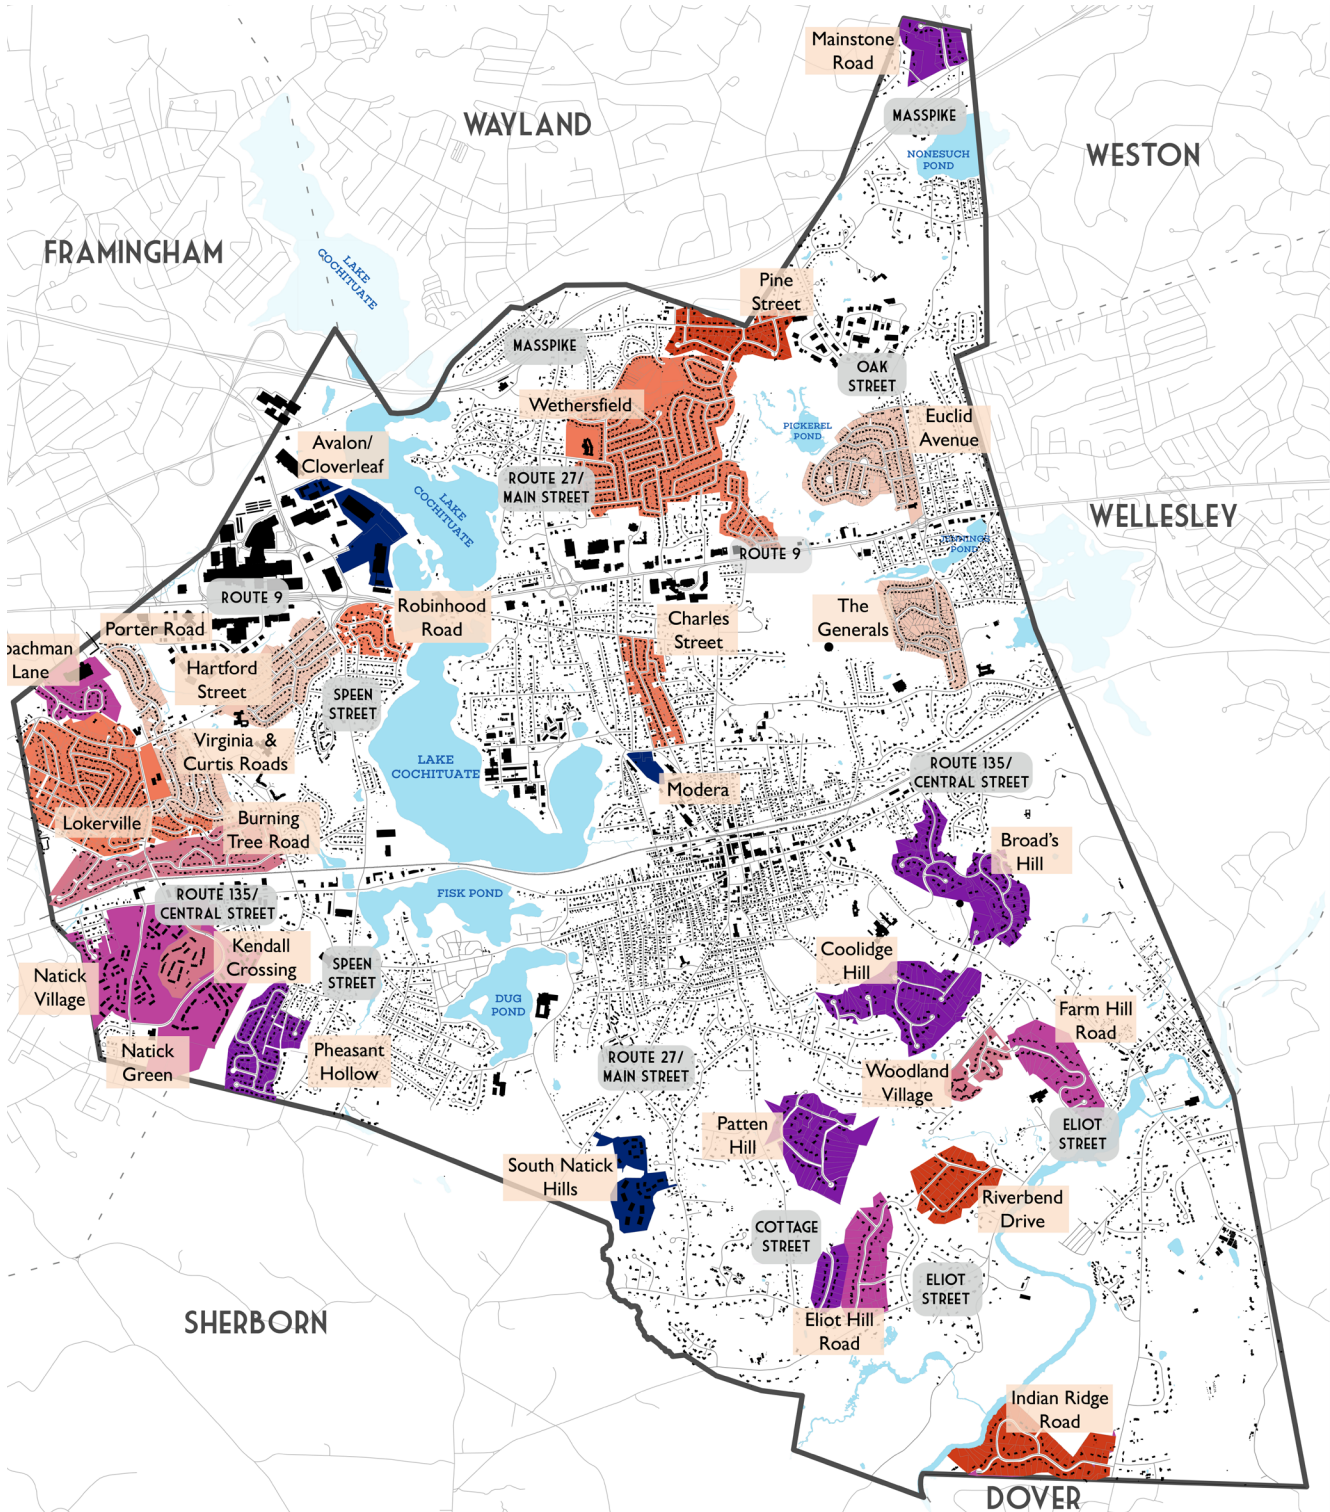 Mainstone
Road
MASSPIKE
WAYLAND
WESTON
NONESUCH
POND
FRAMINGHAM
LAKE
COCHITUATE
Pine
Street
MASSPIKE
OAK
STREET
Wethersfield
Euclid
Avenue
PICKEREL
POND
Avalon/
Cloverleaf
ROUTE 27/
MAIN STREET
LAKE
COCHITUATE
WELLESLEY
JENNINGS
POND
ROUTE 9
ROUTE 9
Robinhood
Road
Charles
Street
The
Generals
Porter Road
oachman
Lane
Hartford
Street
SPEEN
STREET
Virginia &
Curtis Roads
LAKE
COCHITUATE
ROUTE 135/
CENTRAL STREET
Modera
Lokerville
Burning
Tree Road
Broad's
Hill
FISK POND
ROUTE 135/
CENTRAL STREET
Kendall
Crossing
SPEEN
STREET
Coolidge
Hill
Natick
Village
DUG
POND
Farm Hill
Road
Natick
Green
Pheasant
Hollow
ROUTE 27/
MAIN STREET
Woodland
Village
Patten
Hill
ELIOT
STREET
South Natick
Hills
Riverbend
Drive
COTTAGE
STREET
ELIOT
STREET
SHERBORN
Eliot Hill
Road
Indian Ridge
Road
DOVER